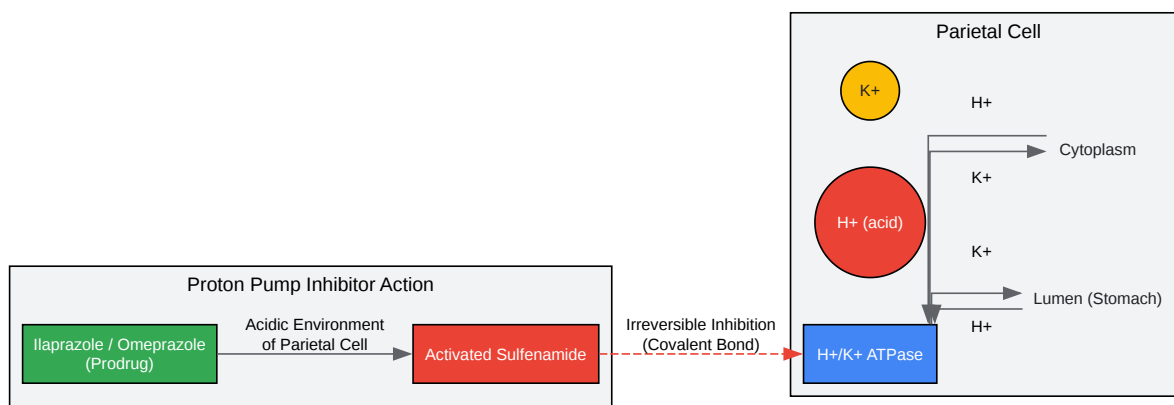 Parietal Cell
K+
H+
Cytoplasm
K+
H+ (acid)
K+
Lumen (Stomach)
H+
H+/K+ ATPase
Proton Pump Inhibitor Action
Ilaprazole / Omeprazole
(Prodrug)
Acidic Environment
of Parietal Cell
Activated Sulfenamide
Irreversible Inhibition
(Covalent Bond)